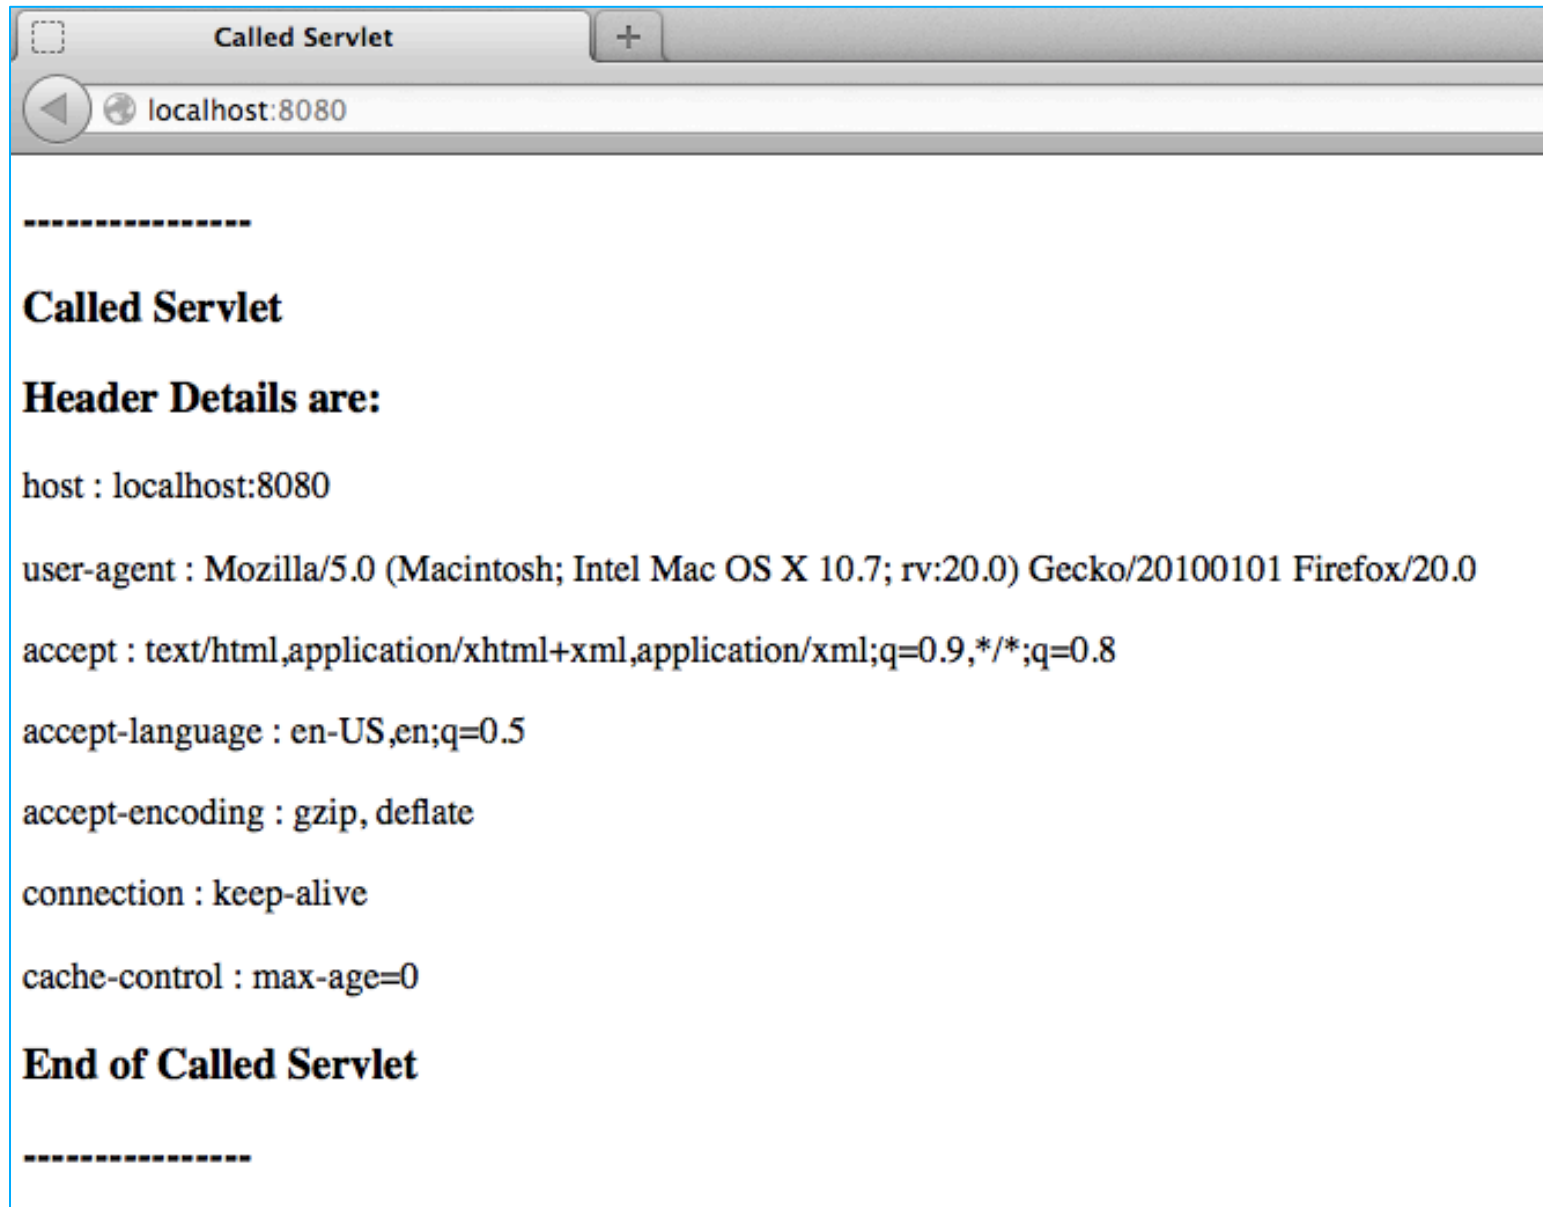 Called Servlet
localhost:8080
----------------
Called Servlet
Header Details are:
host : localhost:8080
user-agent : Mozilla/5.0 (Macintosh; Intel Mac OS X 10.7; rv:20.0) Gecko/20100101 Firefox/20.0
accept : text/html,application/xhtml+xml,application/xml;q=0.9,*/*;q=0.8
accept-language : en-US,en;q=0.5
accept-encoding : gzip, deflate
connection : keep-alive
cache-control : max-age=0
End of Called Servlet
----------------